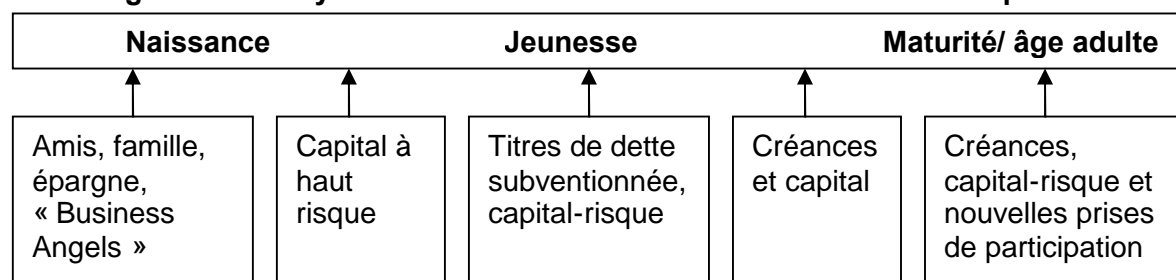 Naissance Jeunesse Maturité/ âge adulte
Amis, famille,
épargne,
« Business
Angels »
Capital à
haut
risque
Titres de dette
subventionnée,
capital-risque
Créances
et capital
Créances,
capital-risque et
nouvelles prises
de participation